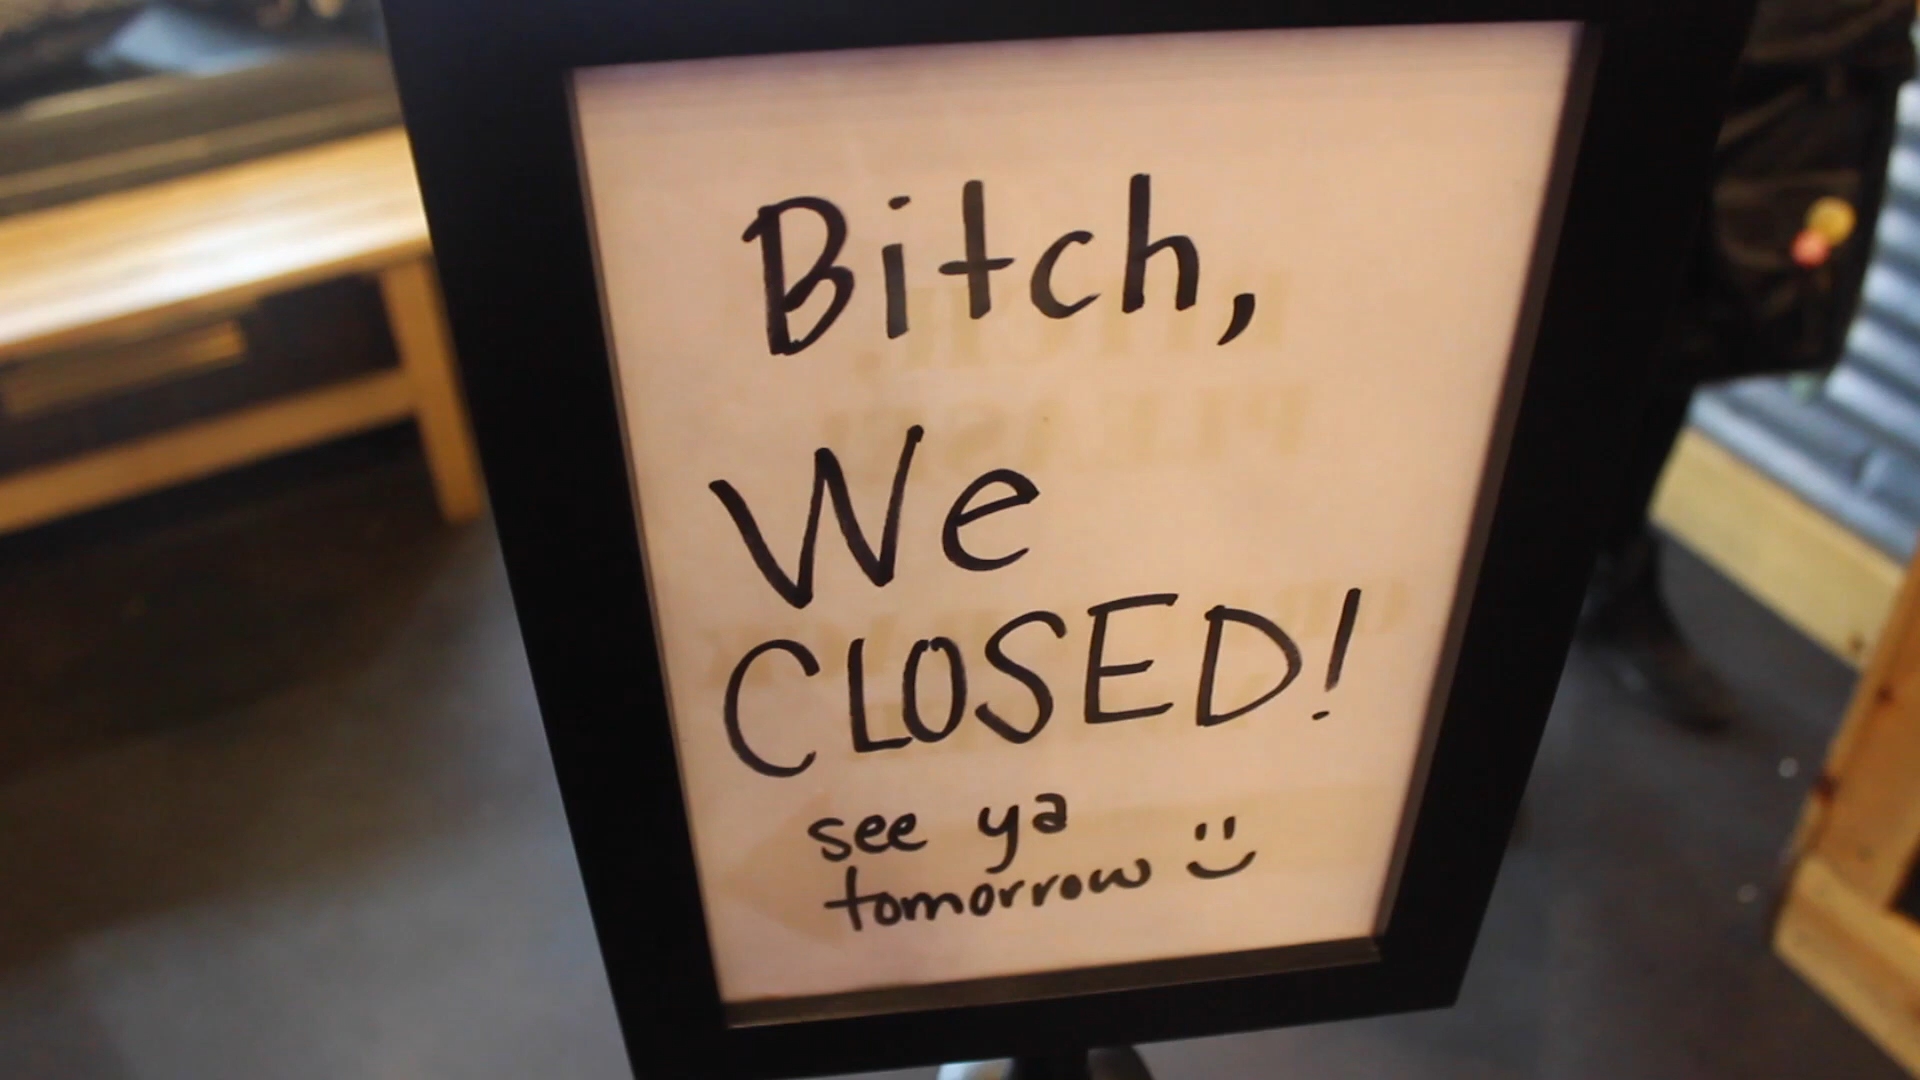 Bitch,
We
CLOSED!
see ya
tomorrow